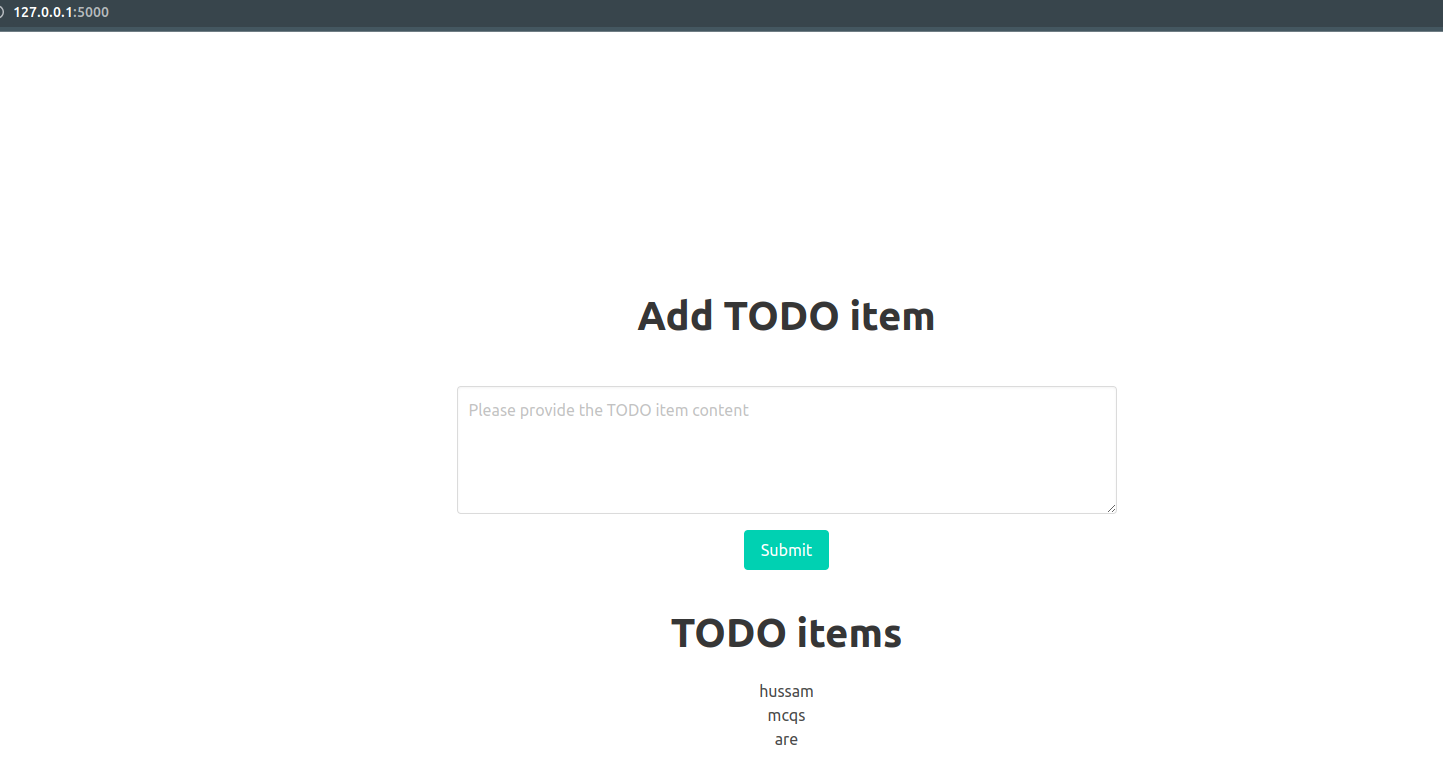 127.0.0.1:5000
Add TODO item
Please provide the TODO item content
Submit
TODO items
hussam
mcqs
are